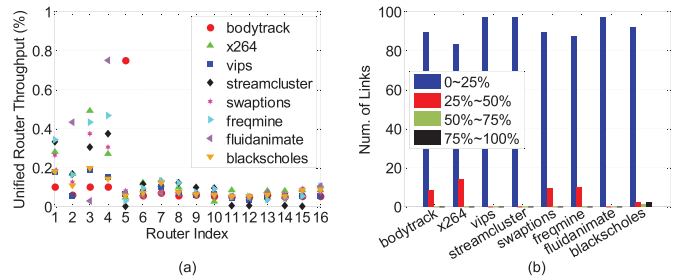 Unified Router Throughput (%)
1
0.8
0.6
0.4
0.2
0
bodytrack
x264
vips
streamcluster
swaptions
freqmine
fluidanimate
blackscholes
1 2 3 4 5 6 7 8 9 10 11 12 13 14 15 16
Router Index
(a)
Num. of Links
100
80
60
40
20
0
0~25%
25%~50%
50%~75%
75%~100%
bodytrack
x264
vips
streamcluster
swaptions
freqmine
fluidanimate
blackscholes
(b)